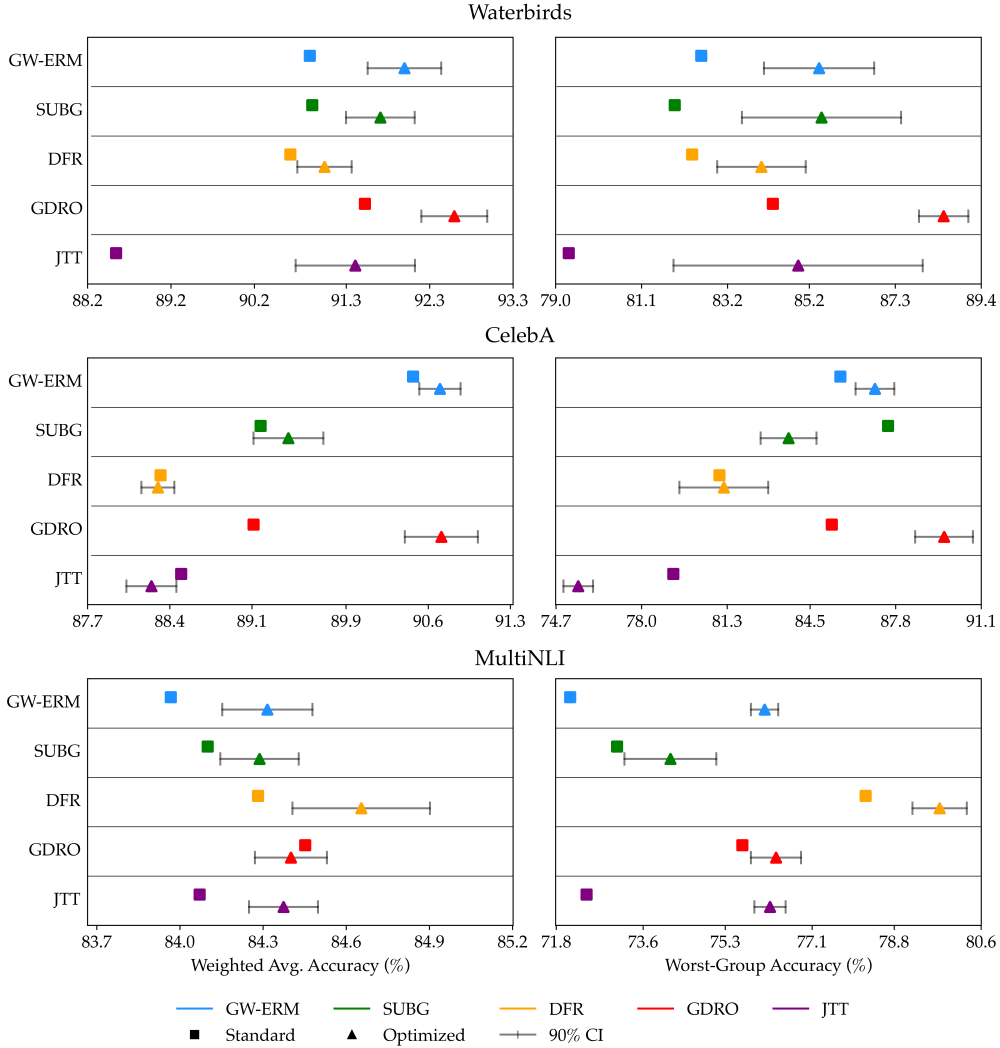 Waterbirds
GW-ERM
SUBG
DFR
GDRO
JTT
88.2 89.2 90.2 91.3 92.3 93.3
79.0 81.1 83.2 85.2 87.3 89.4
CelebA
GW-ERM
SUBG
DFR
GDRO
JTT
87.7 88.4 89.1 89.9 90.6 91.3
74.7 78.0 81.3 84.5 87.8 91.1
MultiNLI
GW-ERM
SUBG
DFR
GDRO
JTT
83.7 84.0 84.3 84.6 84.9 85.2
71.8 73.6 75.3 77.1 78.8 80.6
Weighted Avg. Accuracy (%)
Worst-Group Accuracy (%)
GW-ERM SUBG DFR GDRO JTT
Standard Optimized 90% CI